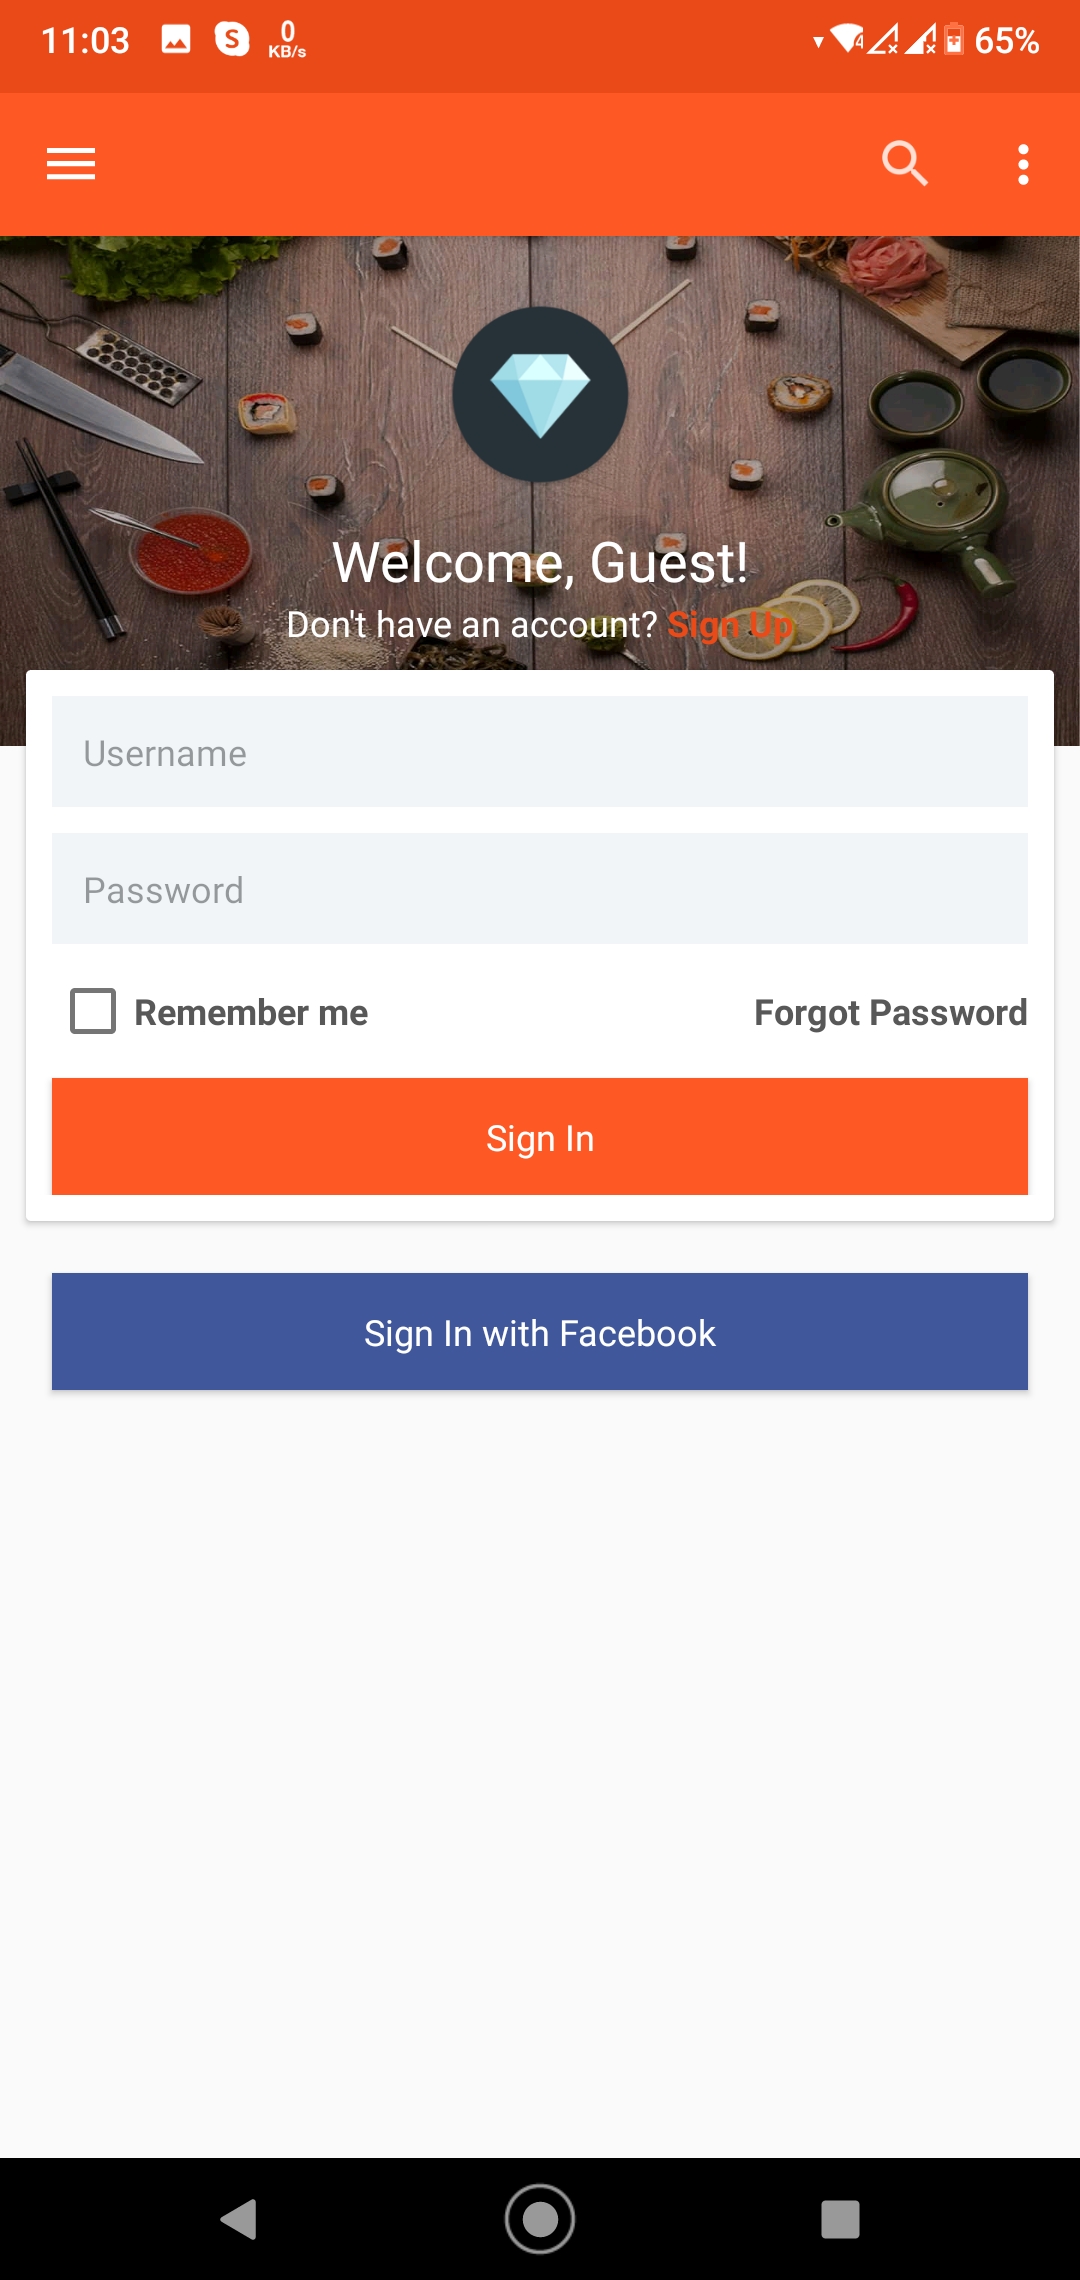 11:03 S 0 KB/s 4 65%
Welcome, Guest!
Don't have an account? Sign Up
Username
Password
Remember me Forgot Password
Sign In
Sign In with Facebook